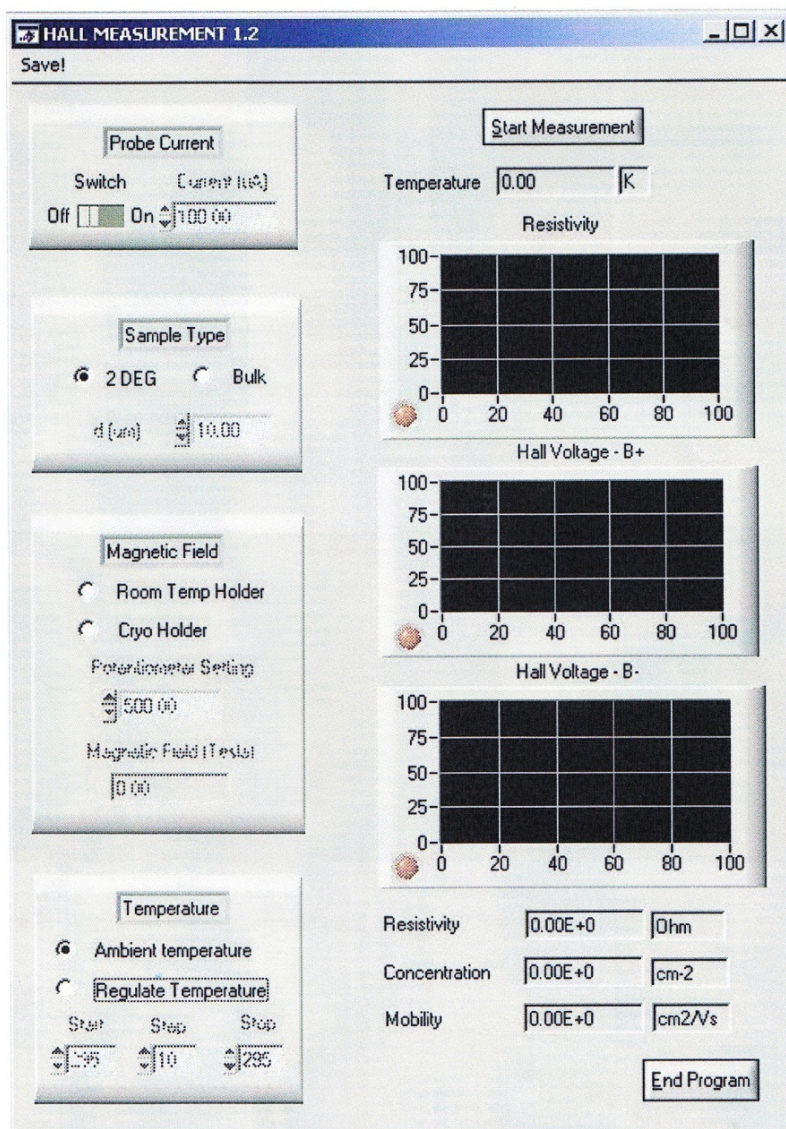 HALL MEASUREMENT 1.2
Save!
Probe Current
Switch Current (uA)
Off On 100.00
Sample Type
2 DEG Bulk
d (um) 10.00
Magnetic Field
Room Temp Holder
Cryo Holder
Potentiometer Setting
500.00
Magnetic Field (Tesla)
0.00
Temperature
Ambient temperature
Regulate Temperature
Start Step Stop
295 10 295
Start Measurement
Temperature 0.00 K
Resistivity
100
75
50
25
0
0 20 40 60 80 100
Hall Voltage - B+
100
75
50
25
0
0 20 40 60 80 100
Hall Voltage - B-
100
75
50
25
0
0 20 40 60 80 100
Resistivity 0.00E+0 Ohm
Concentration 0.00E+0 cm-2
Mobility 0.00E+0 cm2/Vs
End Program